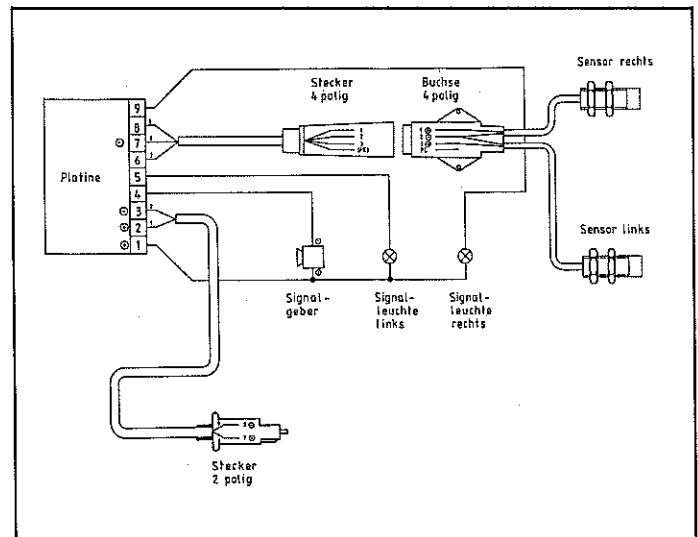 Sensor rechts
Stecker
4 polig
Buchse
4 polig
Platine
9
8
7
6
5
4
3
2
1
Sensor links
Signal-
geber
Signal-
leuchte
links
Signal-
leuchte
rechts
Stecker
2 polig